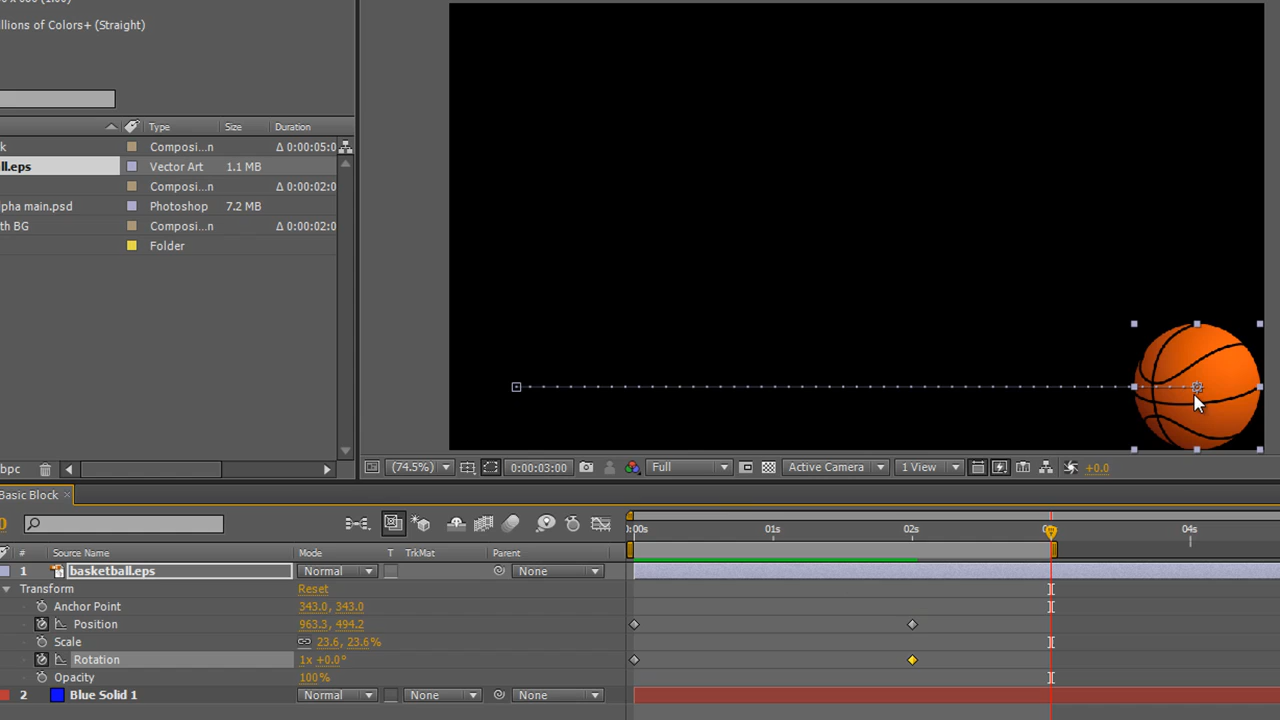 illions of Colors+ (Straight)
Type Size Duration
k Composi...n Δ 0:00:05:0
ll.eps Vector Art 1.1 MB
Composi...n Δ 0:00:02:0
lpha main.psd Photoshop 7.2 MB
th BG Composi...n Δ 0:00:02:0
Folder
bpc (74.5%) 0:00:03:00 Full Active Camera 1 View +0.0
Basic Block ×
0 :00s 01s 02s 04s
# Source Name Mode T TrkMat Parent
1 basketball.eps Normal None
Transform Reset
Anchor Point 343.0, 343.0
Position 963.3, 494.2
Scale 23.6, 23.6%
Rotation 1x +0.0°
Opacity 100%
2 Blue Solid 1 Normal None None